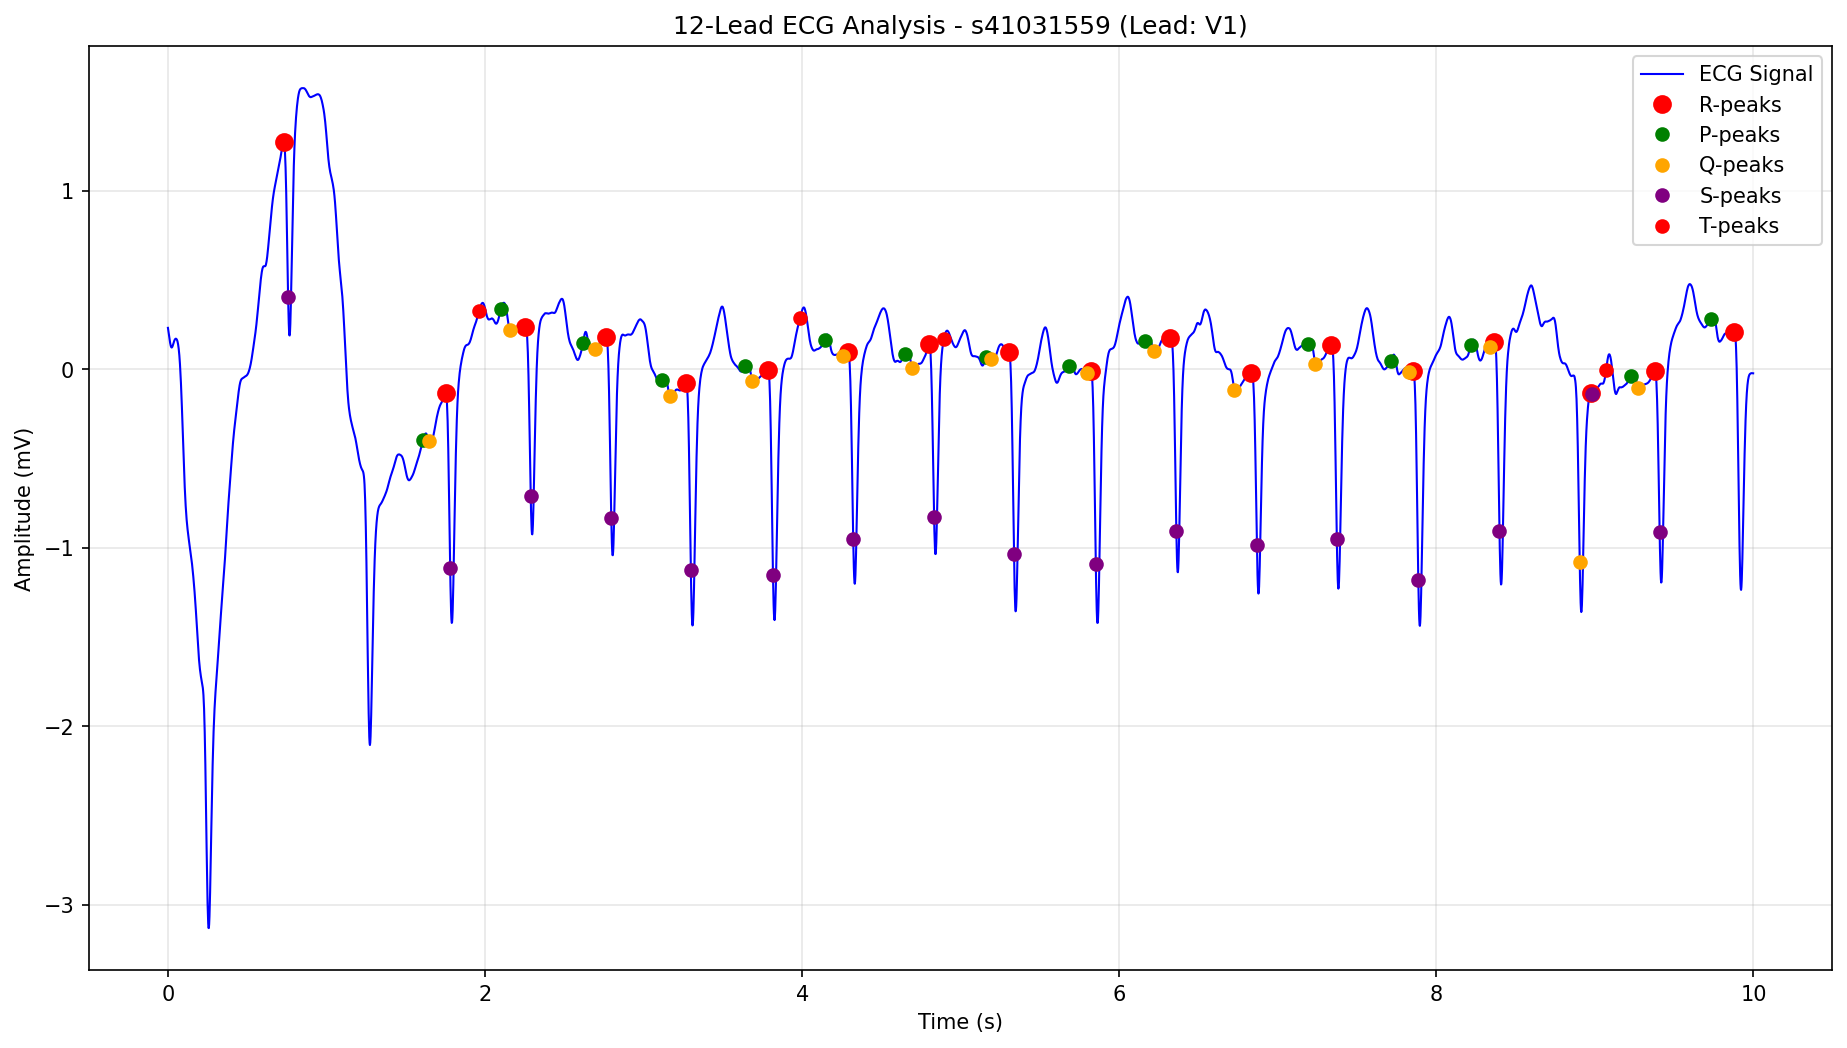 12-Lead ECG Analysis - s41031559 (Lead: V1)
ECG Signal
R-peaks
P-peaks
Q-peaks
S-peaks
T-peaks
Amplitude (mV)
1
0
−1
−2
−3
0 2 4 6 8 10
Time (s)